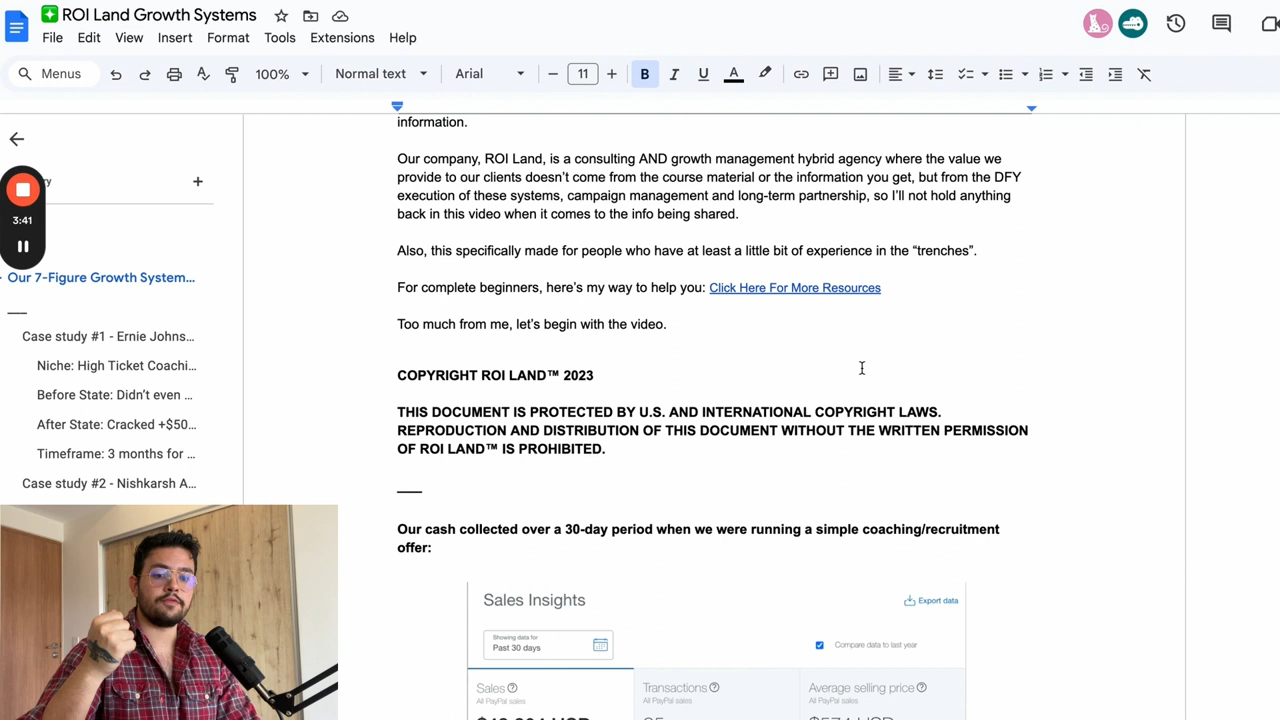 ROI Land Growth Systems
File Edit View Insert Format Tools Extensions Help
Menus 100% Normal text Arial 11 B I U A
3:41
Our 7-Figure Growth System...
Case study #1 - Ernie Johns...
Niche: High Ticket Coachi...
Before State: Didn't even ...
After State: Cracked +$50...
Timeframe: 3 months for ...
Case study #2 - Nishkarsh A...
information.
Our company, ROI Land, is a consulting AND growth management hybrid agency where the value we
provide to our clients doesn't come from the course material or the information you get, but from the DFY
execution of these systems, campaign management and long-term partnership, so I'll not hold anything
back in this video when it comes to the info being shared.
Also, this specifically made for people who have at least a little bit of experience in the “trenches”.
For complete beginners, here's my way to help you: Click Here For More Resources
Too much from me, let's begin with the video.
COPYRIGHT ROI LAND™ 2023
THIS DOCUMENT IS PROTECTED BY U.S. AND INTERNATIONAL COPYRIGHT LAWS.
REPRODUCTION AND DISTRIBUTION OF THIS DOCUMENT WITHOUT THE WRITTEN PERMISSION
OF ROI LAND™ IS PROHIBITED.
Our cash collected over a 30-day period when we were running a simple coaching/recruitment
offer:
Sales Insights
Export data
Showing data for
Past 30 days
Compare data to last year
Sales Transactions Average selling price
All PayPal sales All PayPal sales All PayPal sales